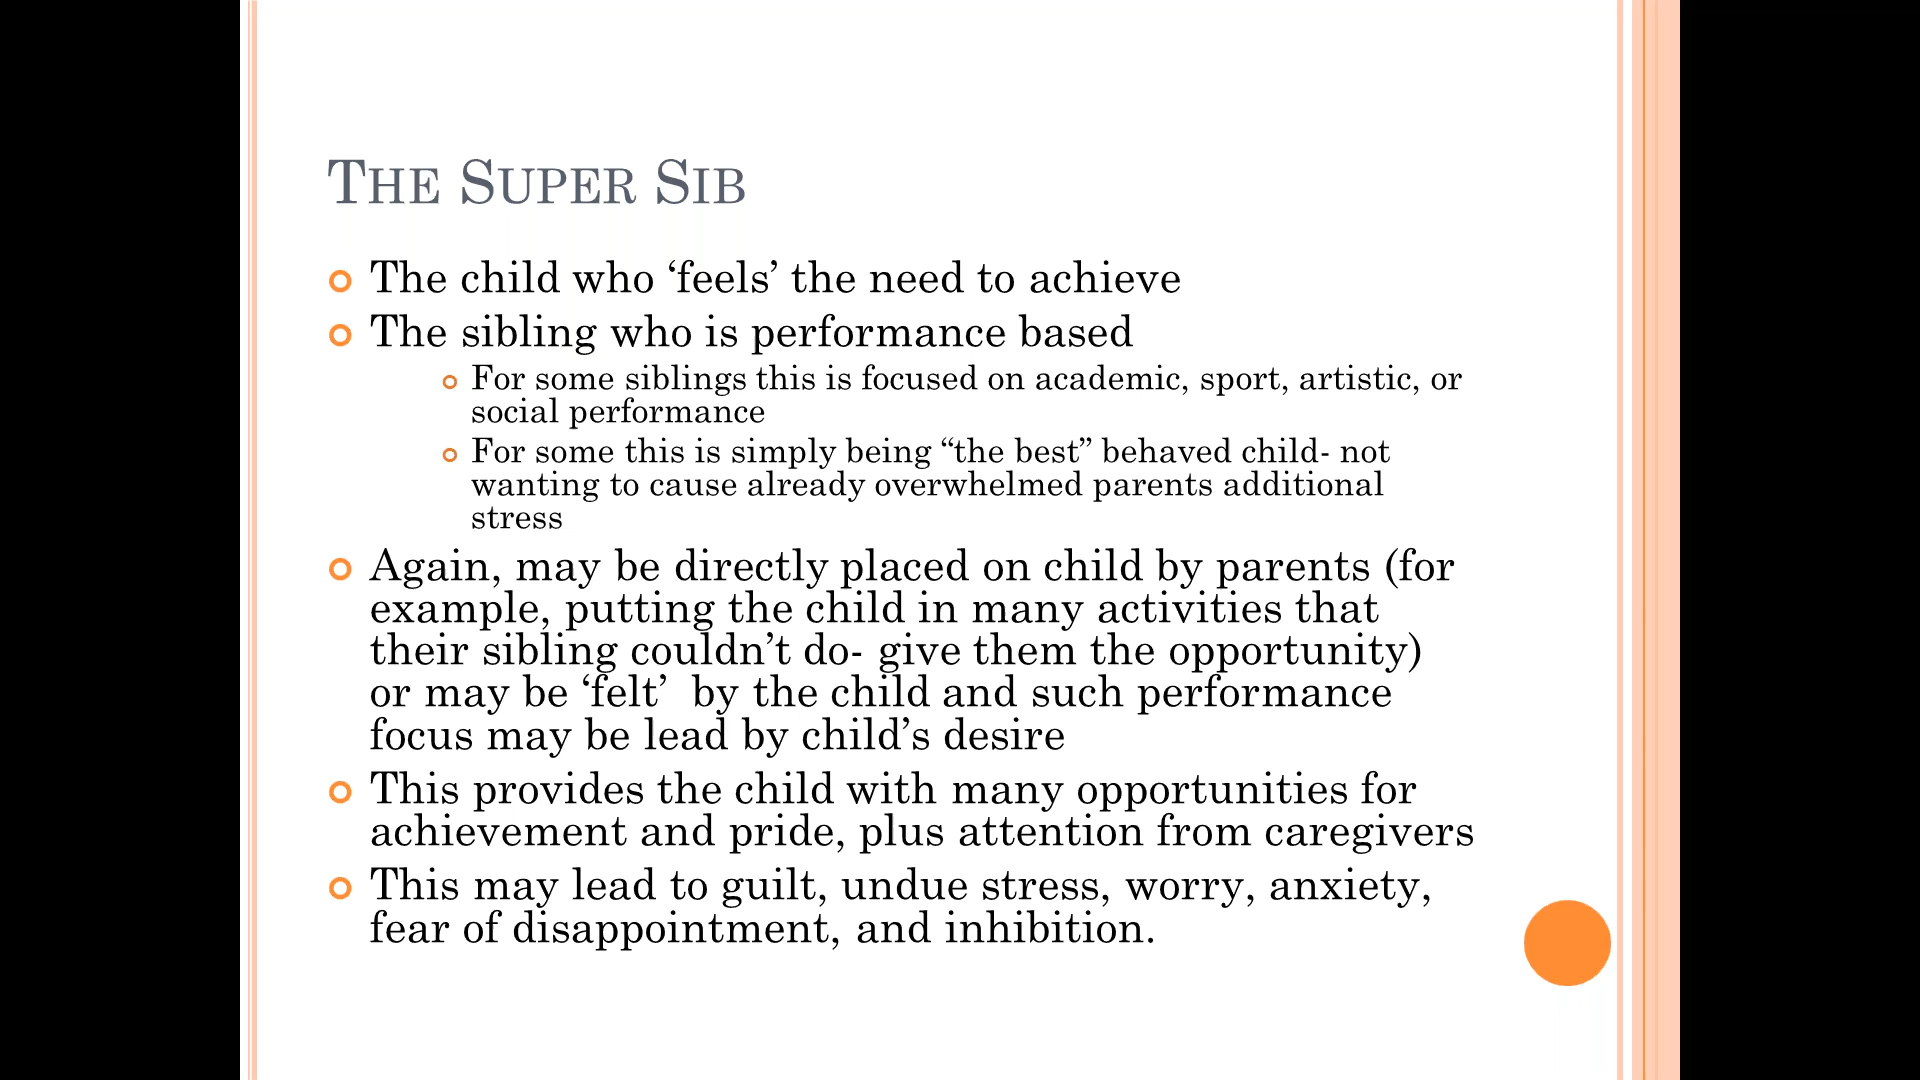 The Super Sib
The child who ‘feels’ the need to achieve
The sibling who is performance based
For some siblings this is focused on academic, sport, artistic, or
social performance
For some this is simply being “the best” behaved child- not
wanting to cause already overwhelmed parents additional
stress
Again, may be directly placed on child by parents (for
example, putting the child in many activities that
their sibling couldn’t do- give them the opportunity)
or may be ‘felt’  by the child and such performance
focus may be lead by child’s desire
This provides the child with many opportunities for
achievement and pride, plus attention from caregivers
This may lead to guilt, undue stress, worry, anxiety,
fear of disappointment, and inhibition.